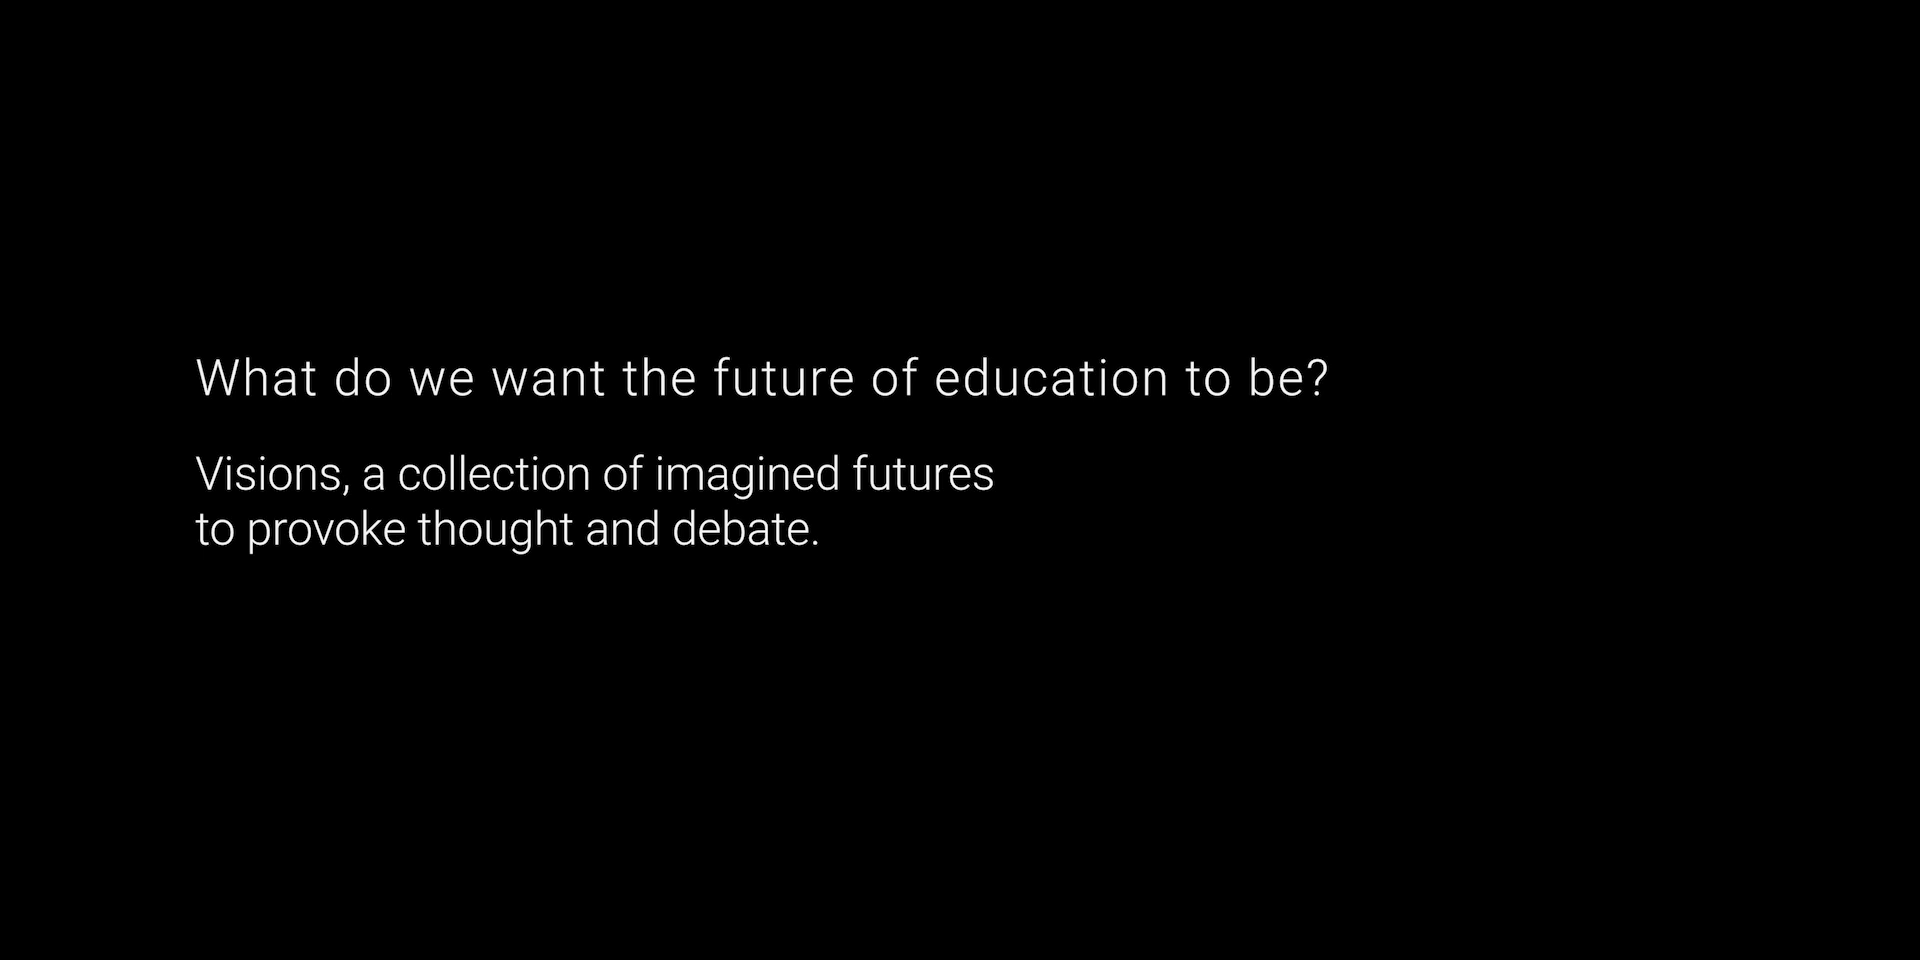 What do we want the future of education to be?
Visions, a collection of imagined futures
to provoke thought and debate.